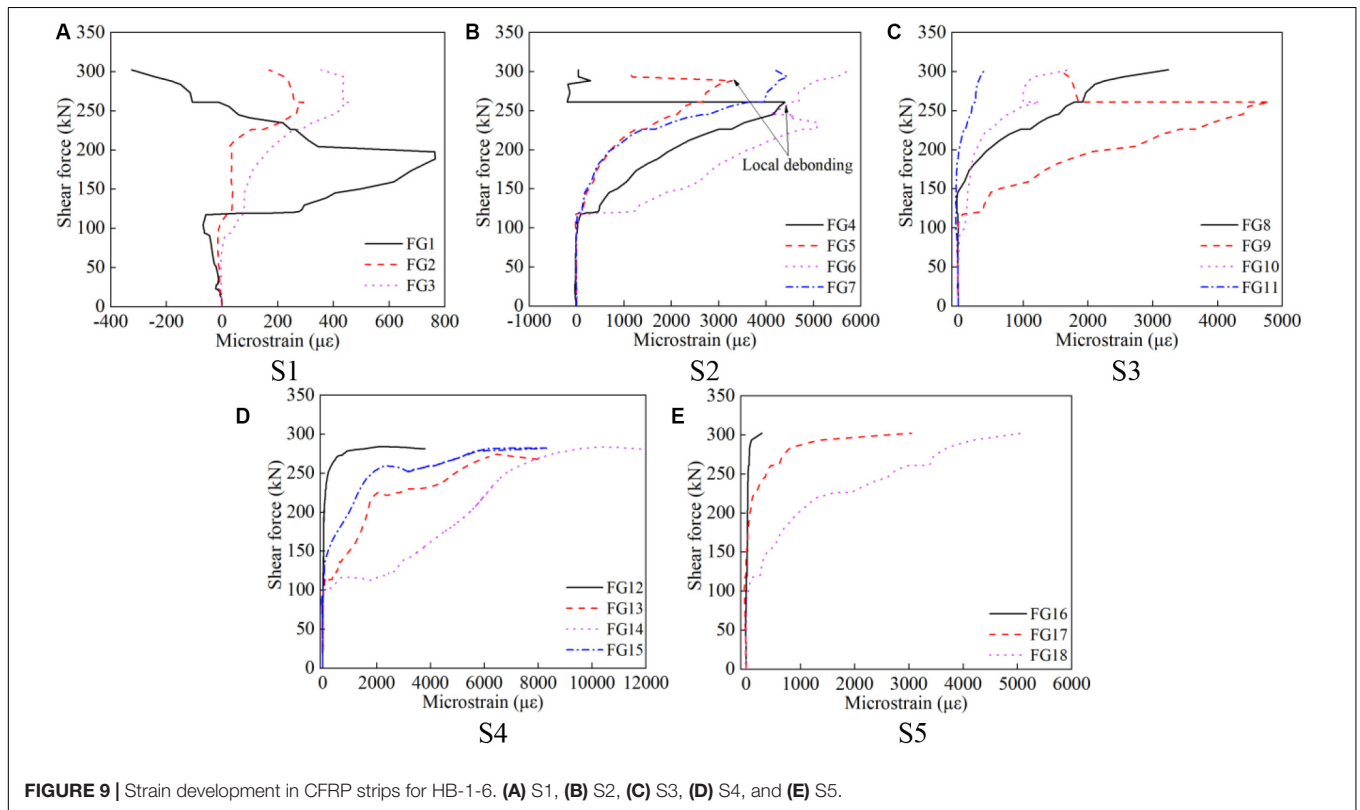 A
Shear force (kN)
350
300
250
200
150
100
50
0
-400 -200 0 200 400 600 800
Microstrain (με)
FG1
FG2
FG3
S1
B
Shear force (kN)
350
300
250
200
150
100
50
0
-1000 0 1000 2000 3000 4000 5000 6000
Microstrain (με)
Local debonding
FG4
FG5
FG6
FG7
S2
C
Shear force (kN)
350
300
250
200
150
100
50
0
0 1000 2000 3000 4000 5000
Microstrain (με)
FG8
FG9
FG10
FG11
S3
D
Shear force (kN)
350
300
250
200
150
100
50
0
0 2000 4000 6000 8000 10000 12000
Microstrain (με)
FG12
FG13
FG14
FG15
S4
E
Shear force (kN)
350
300
250
200
150
100
50
0
0 1000 2000 3000 4000 5000 6000
Microstrain (με)
FG16
FG17
FG18
S5
FIGURE 9 | Strain development in CFRP strips for HB-1-6. (A) S1, (B) S2, (C) S3, (D) S4, and (E) S5.